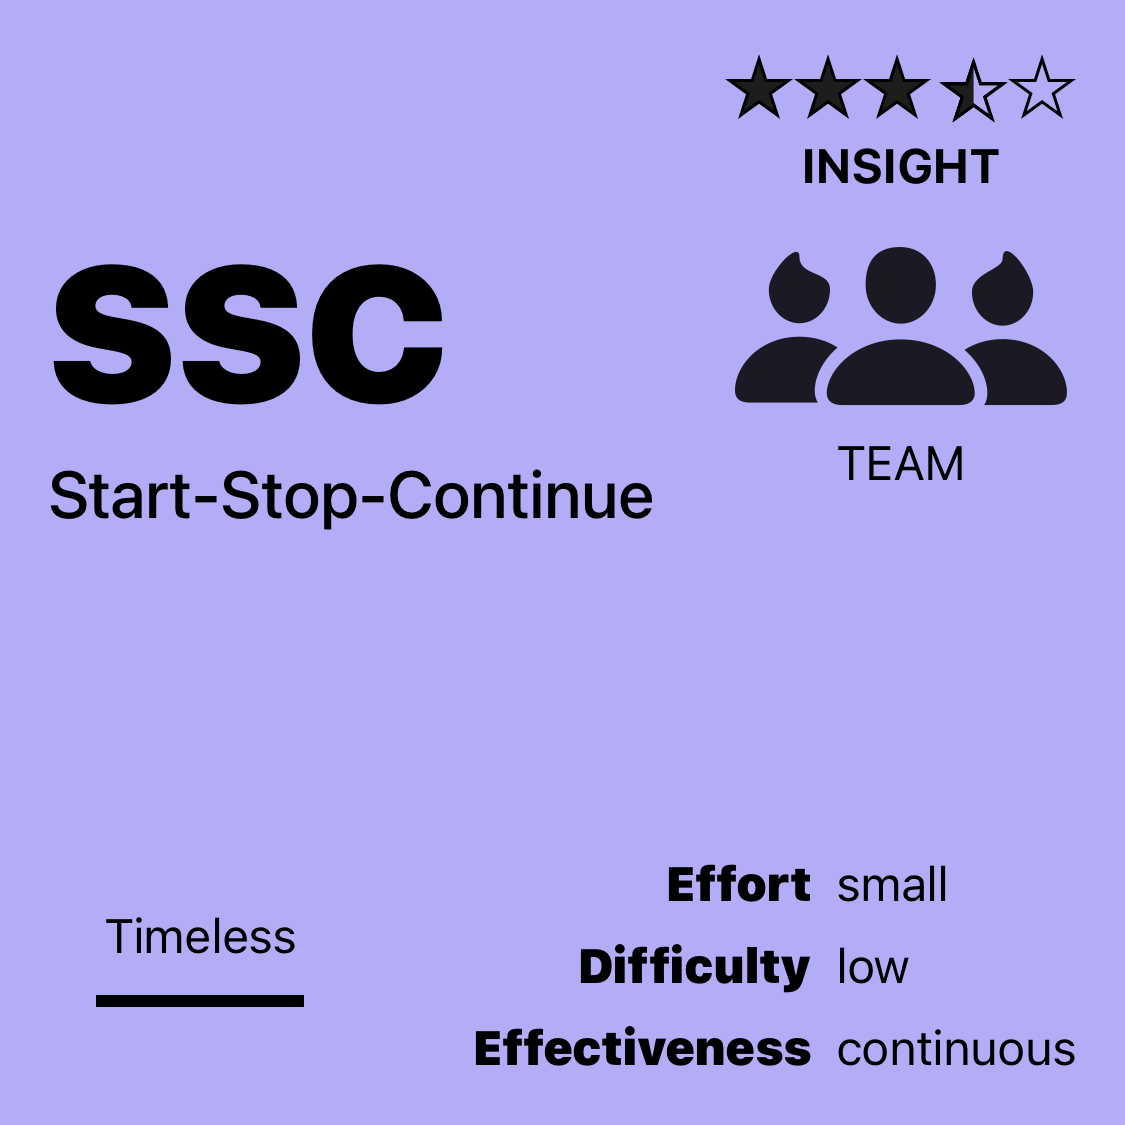 INSIGHT
SSC
Start-Stop-Continue
TEAM
Timeless
Effort small
Difficulty low
Effectiveness continuous